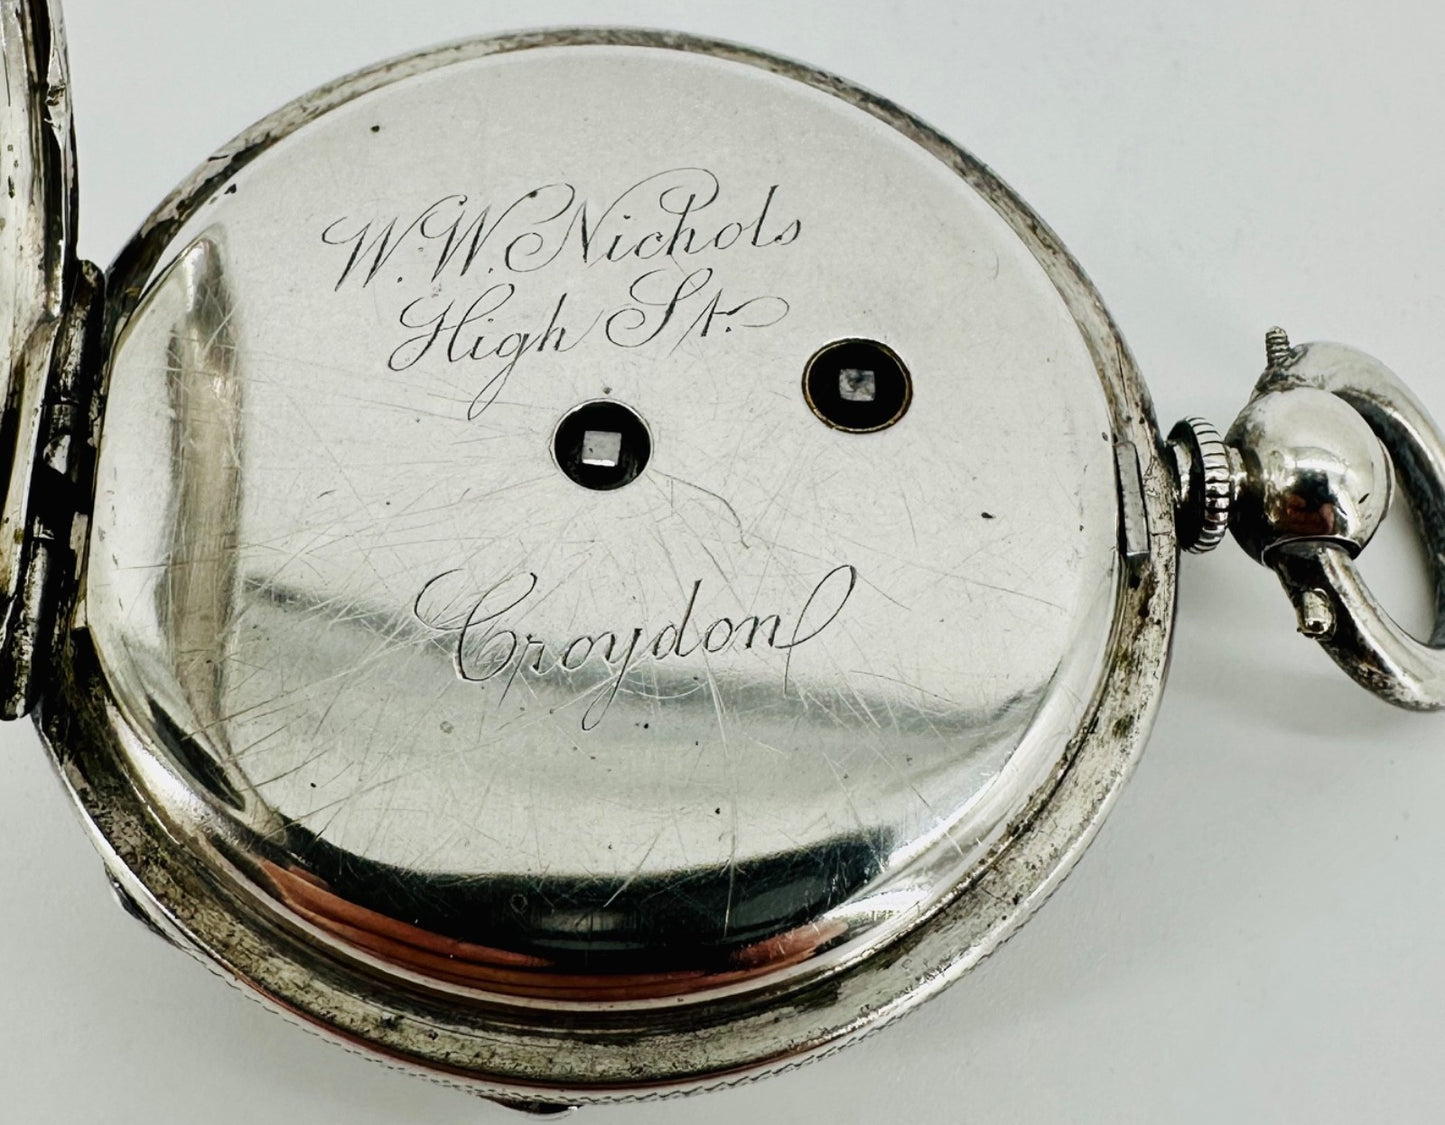 W.W. Nichols
High St.
Croydon